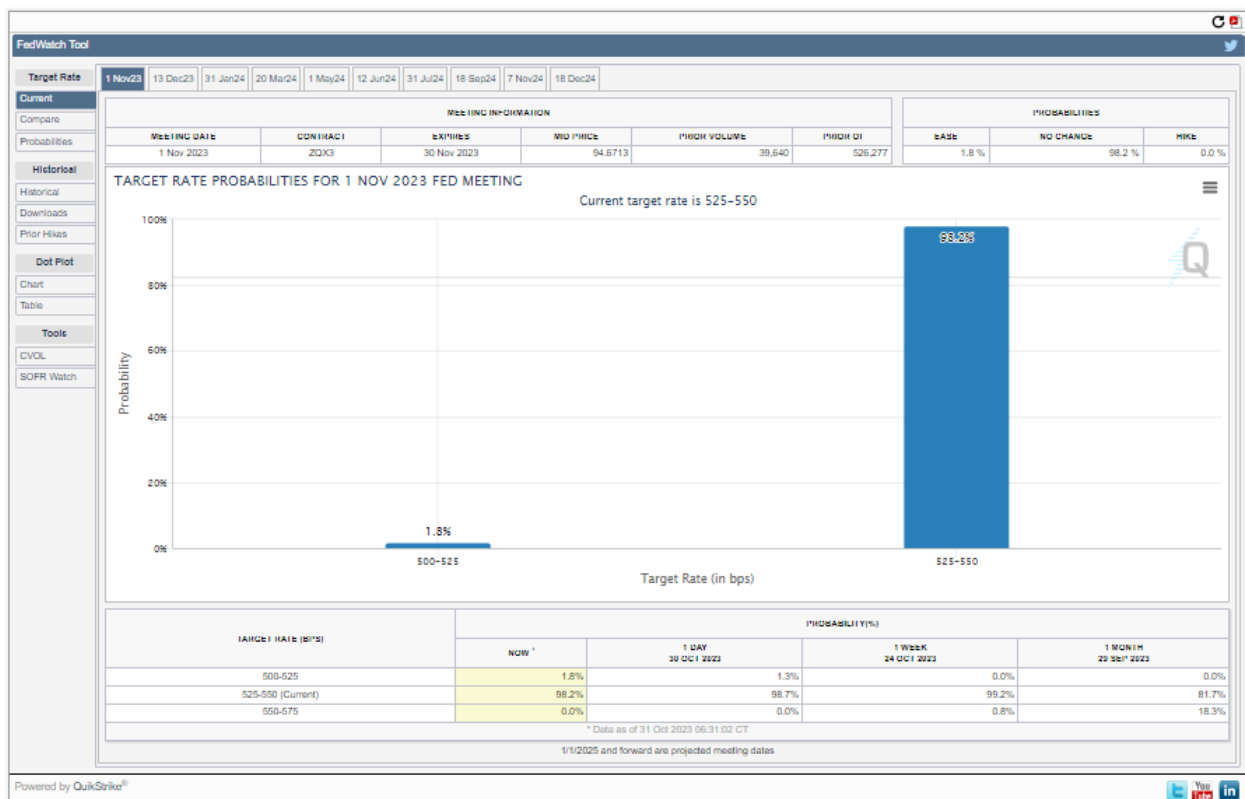 FedWatch Tool
Target Rate
Current
Compare
Probabilities
Historical
Historical
Downloads
Prior Hikes
Dot Plot
Chart
Table
Tools
CVOL
SOFR Watch
1 Nov23 13 Dec23 31 Jan24 20 Mar24 1 May24 12 Jun24 31 Jul24 18 Sep24 7 Nov24 18 Dec24
MEETING INFORMATION PROBABILITIES
MEETING DATE CONTRACT EXPIRES MID PRICE PRIOR VOLUME PRIOR OI EASE NO CHANGE HIKE
1 Nov 2023 ZQX3 30 Nov 2023 94.6713 39,640 526,277 1.8 % 98.2 % 0.0 %
TARGET RATE PROBABILITIES FOR 1 NOV 2023 FED MEETING
Current target rate is 525-550
Q
100%
80%
60%
40%
20%
0%
Probability
98.2%
1.8%
500-525 525-550
Target Rate (in bps)
TARGET RATE (BPS) PROBABILITY(%)
NOW * 1 DAY 1 WEEK 1 MONTH
30 OCT 2023 24 OCT 2023 29 SEP 2023
500-525 1.8% 1.3% 0.0% 0.0%
525-550 (Current) 98.2% 98.7% 99.2% 81.7%
550-575 0.0% 0.0% 0.8% 18.3%
* Data as of 31 Oct 2023 06:31:02 CT
1/1/2025 and forward are projected meeting dates
Powered by QuikStrike®
You Tube in